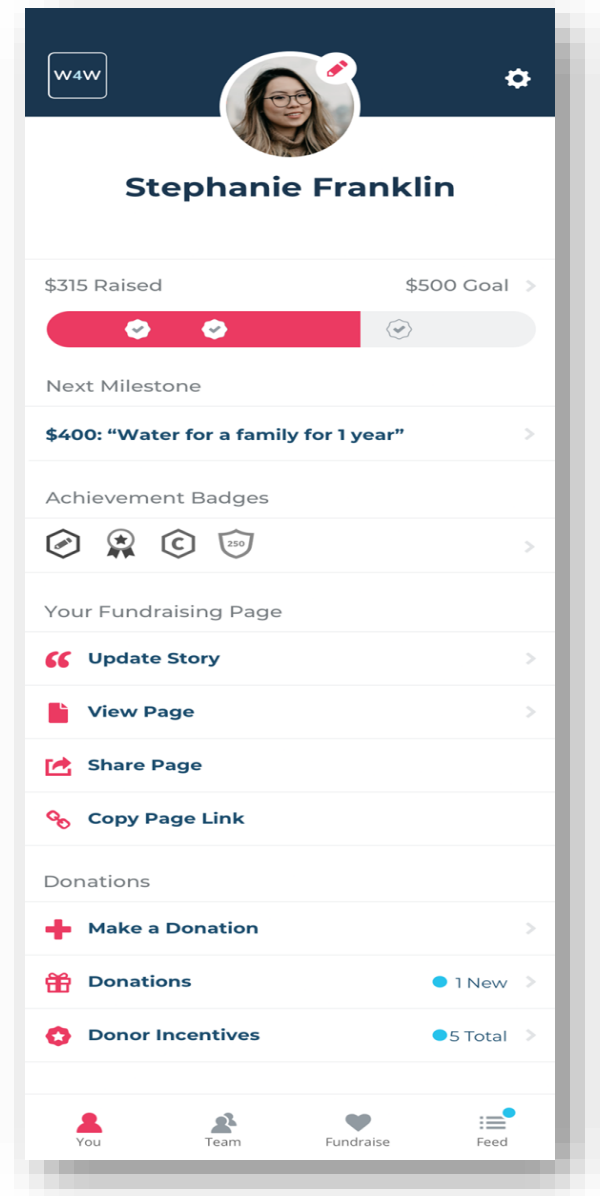 W4W
Stephanie Franklin
$315 Raised $500 Goal
Next Milestone
$400: “Water for a family for 1 year”
Achievement Badges
C 250
Your Fundraising Page
Update Story
View Page
Share Page
Copy Page Link
Donations
Make a Donation
Donations 1 New
Donor Incentives 5 Total
You Team Fundraise Feed